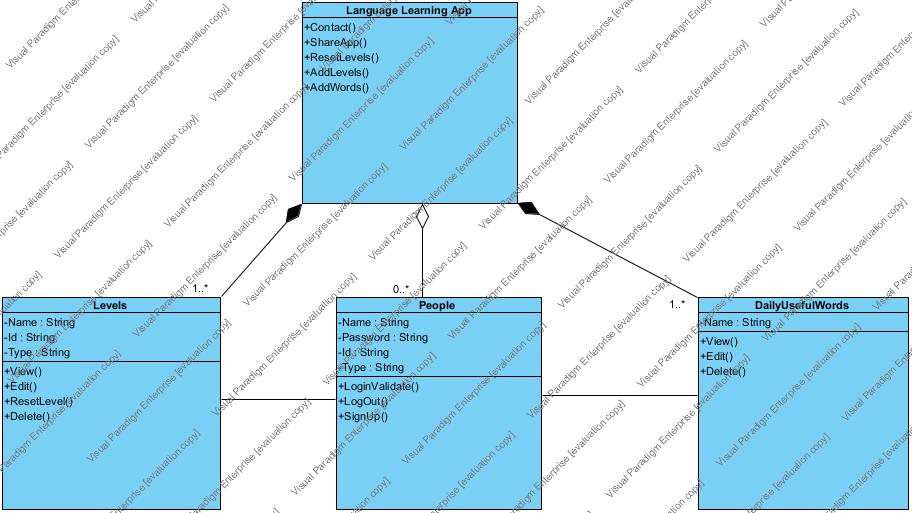 Language Learning App
+Contact()
+ShareApp()
+ResetLevels()
+AddLevels()
+AddWords()
1..*
0..*
1..*
Levels
-Name : String
-Id : String
-Type : String
+View()
+Edit()
+ResetLevel()
+Delete()
People
-Name : String
-Password : String
-Id : String
-Type : String
+LoginValidate()
+LogOut()
+SignUp()
DailyUsefulWords
-Name : String
+View()
+Edit()
+Delete()
Visual Paradigm Enterprise [evaluation copy]